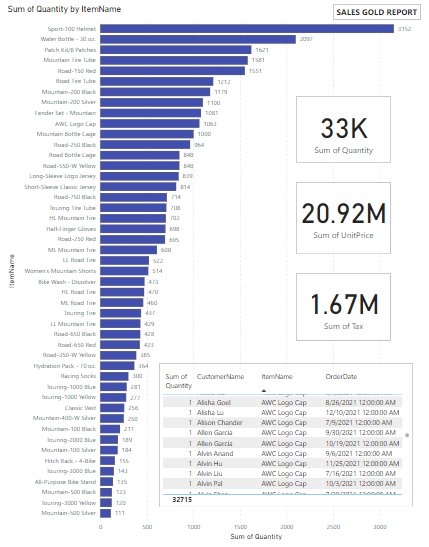 Sum of Quantity by ItemName
SALES GOLD REPORT
ItemName
Sport-100 Helmet 3152
Water Bottle - 30 oz. 2097
Patch Kit/8 Patches 1621
Mountain Tire Tube 1581
Road-150 Red 1551
Road Tire Tube 1212
Mountain-200 Black 1179
Mountain-200 Silver 1100
Fender Set - Mountain 1081
AWC Logo Cap 1063
Mountain Bottle Cage 1000
Road-250 Black 964
Road Bottle Cage 848
Road-550-W Yellow 848
Long-Sleeve Logo Jersey 839
Short-Sleeve Classic Jersey 814
Road-750 Black 714
Touring Tire Tube 708
HL Mountain Tire 702
Half-Finger Gloves 698
Road-250 Red 695
ML Mountain Tire 608
LL Road Tire 522
Women's Mountain Shorts 514
Bike Wash - Dissolver 473
HL Road Tire 470
ML Road Tire 460
Touring Tire 437
LL Mountain Tire 429
Road-650 Black 428
Road-650 Red 423
Road-350-W Yellow 385
Hydration Pack - 70 oz. 364
Racing Socks 300
Touring-1000 Blue 281
Touring-1000 Yellow 277
Classic Vest 256
Mountain-400-W Silver 250
Mountain-100 Black 211
Touring-2000 Blue 189
Mountain-100 Silver 184
Hitch Rack - 4-Bike 155
Touring-3000 Blue 143
All-Purpose Bike Stand 135
Mountain-500 Black 123
Touring-3000 Yellow 120
Mountain-500 Silver 111
0 500 1000 1500 2000 2500 3000
Sum of Quantity
33K
Sum of Quantity
20.92M
Sum of UnitPrice
1.67M
Sum of Tax
Sum of Quantity CustomerName ItemName OrderDate
1 Alisha Goel AWC Logo Cap 8/26/2021 12:00:00 AM
1 Alisha Lu AWC Logo Cap 12/10/2021 12:00:00 AM
1 Alison Chander AWC Logo Cap 7/9/2021 12:00:00 AM
1 Allen Garcia AWC Logo Cap 9/30/2021 12:00:00 AM
1 Allen Garcia AWC Logo Cap 10/19/2021 12:00:00 AM
1 Alvin Anand AWC Logo Cap 9/6/2021 12:00:00 AM
1 Alvin Hu AWC Logo Cap 11/25/2021 12:00:00 AM
1 Alvin Liu AWC Logo Cap 7/16/2021 12:00:00 AM
1 Alvin Pal AWC Logo Cap 10/3/2021 12:00:00 AM
32715